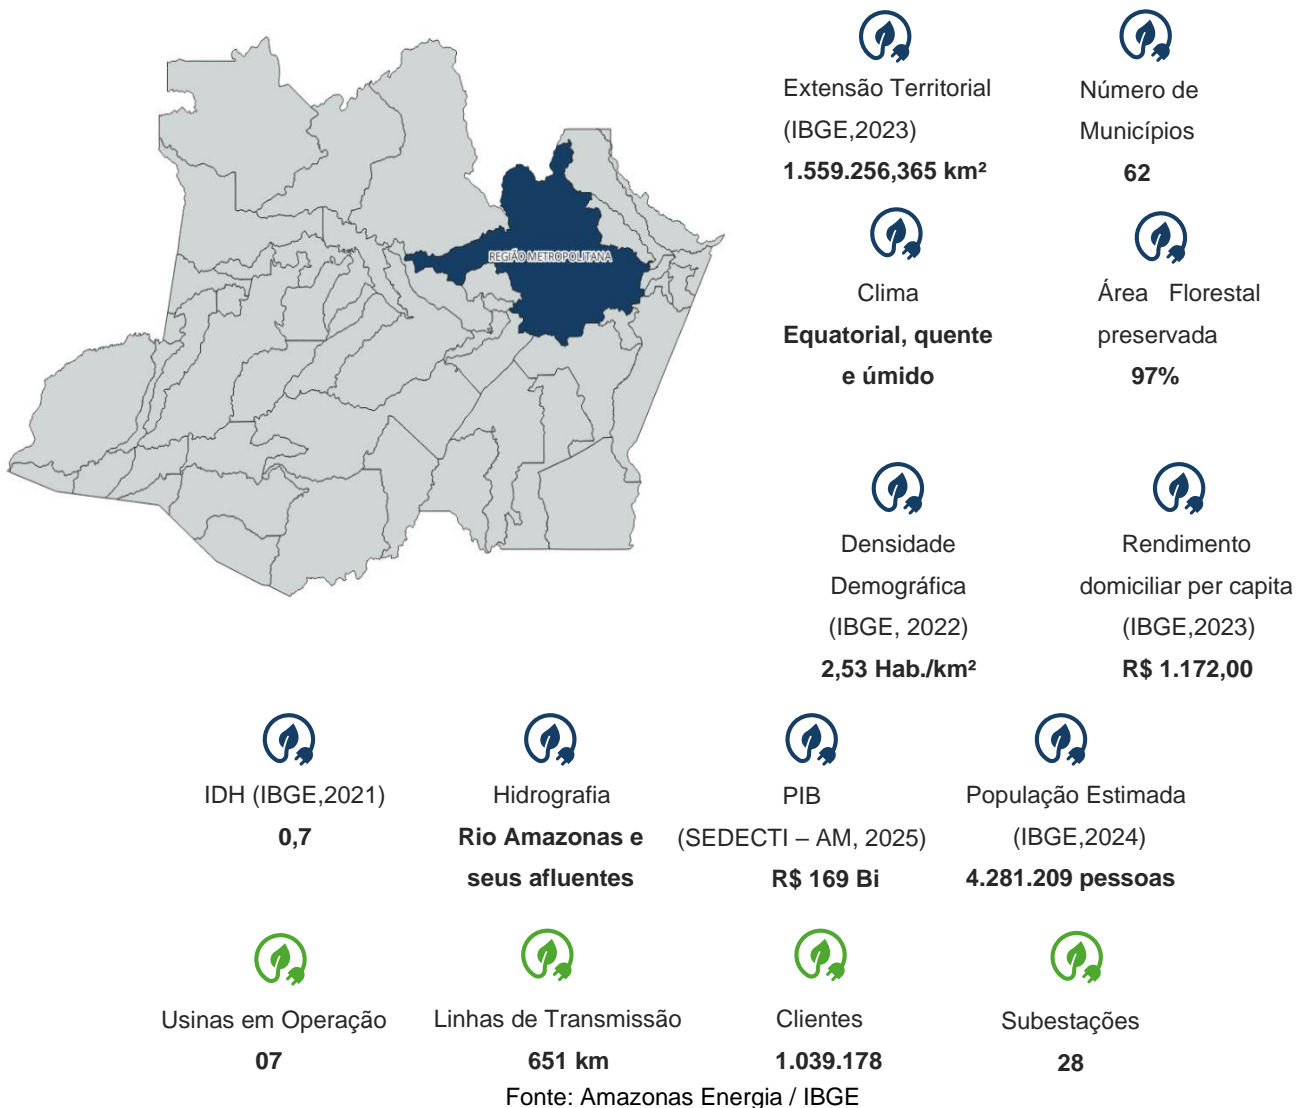 REGIÃO METROPOLITANA
Extensão Territorial
(IBGE,2023)
1.559.256,365 km²
Número de
Municípios
62
Clima
Equatorial, quente
e úmido
Área Florestal
preservada
97%
Densidade
Demográfica
(IBGE, 2022)
2,53 Hab./km²
Rendimento
domiciliar per capita
(IBGE,2023)
R$ 1.172,00
IDH (IBGE,2021)
0,7
Hidrografia
Rio Amazonas e
seus afluentes
PIB
(SEDECTI – AM, 2025)
R$ 169 Bi
População Estimada
(IBGE,2024)
4.281.209 pessoas
Usinas em Operação
07
Linhas de Transmissão
651 km
Clientes
1.039.178
Subestações
28
Fonte: Amazonas Energia / IBGE